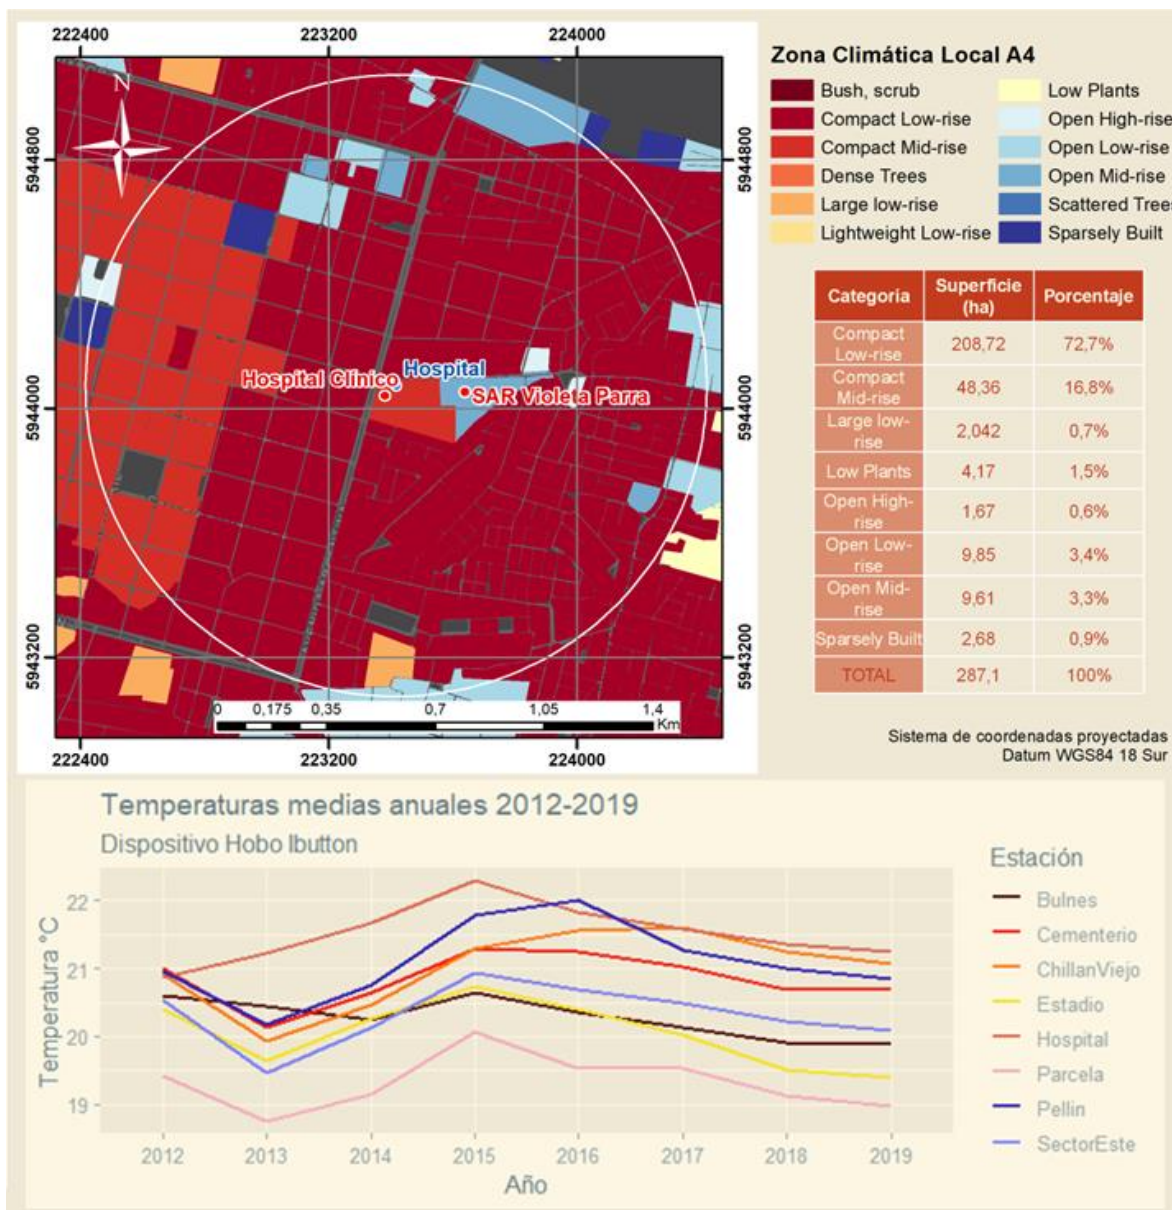 222400 223200 224000
5944800
5944000
5943200
N
Hospital
Hospital Clínico
SAR Violeta Parra
0 0,175 0,35 0,7 1,05 1,4
Km
5944800
5944000
5943200
222400 223200 224000
Zona Climática Local A4
Bush, scrub
Compact Low-rise
Compact Mid-rise
Dense Trees
Large low-rise
Lightweight Low-rise
Low Plants
Open High-rise
Open Low-rise
Open Mid-rise
Scattered Trees
Sparsely Built
Categoria Superficie (ha) Porcentaje
Compact Low-rise 208,72 72,7%
Compact Mid-rise 48,36 16,8%
Large low-rise 2,042 0,7%
Low Plants 4,17 1,5%
Open High-rise 1,67 0,6%
Open Low-rise 9,85 3,4%
Open Mid-rise 9,61 3,3%
Sparsely Built 2,68 0,9%
TOTAL 287,1 100%
Sistema de coordenadas proyectadas
Datum WGS84 18 Sur
Temperaturas medias anuales 2012-2019
Dispositivo Hobo Ibutton
Temperatura °C
22
21
20
19
2012 2013 2014 2015 2016 2017 2018 2019
Año
Estación
Bulnes
Cementerio
ChillanViejo
Estadio
Hospital
Parcela
Pellin
SectorEste